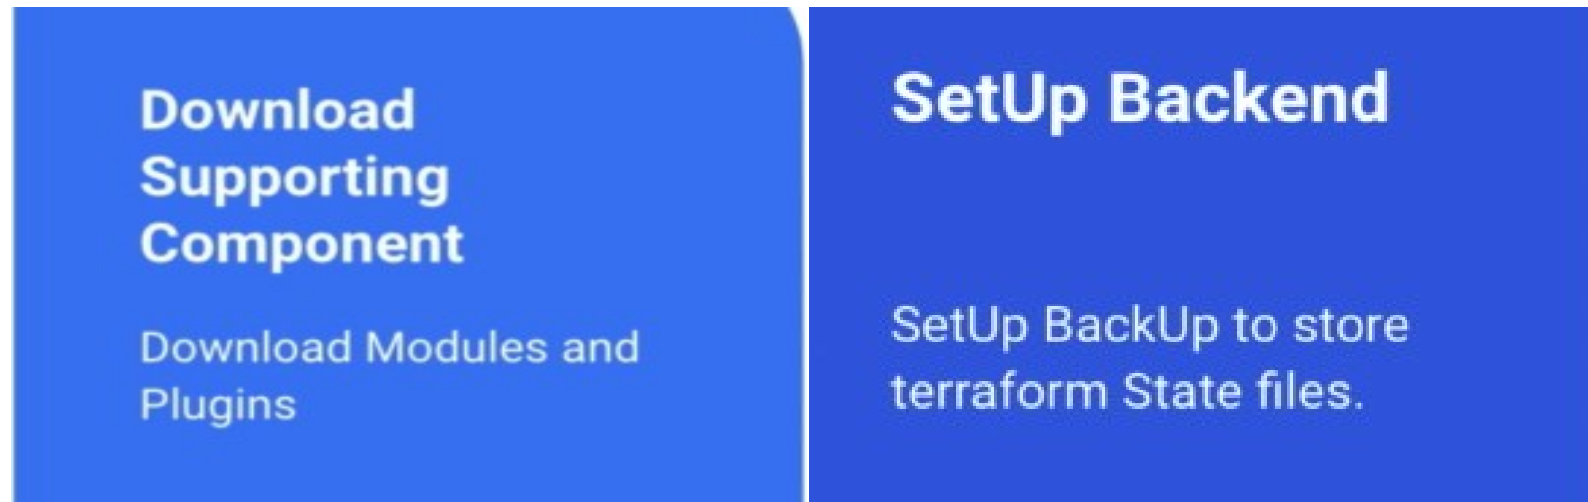 Download
Supporting
Component
Download Modules and
Plugins
SetUp Backend
SetUp BackUp to store
terraform State files.